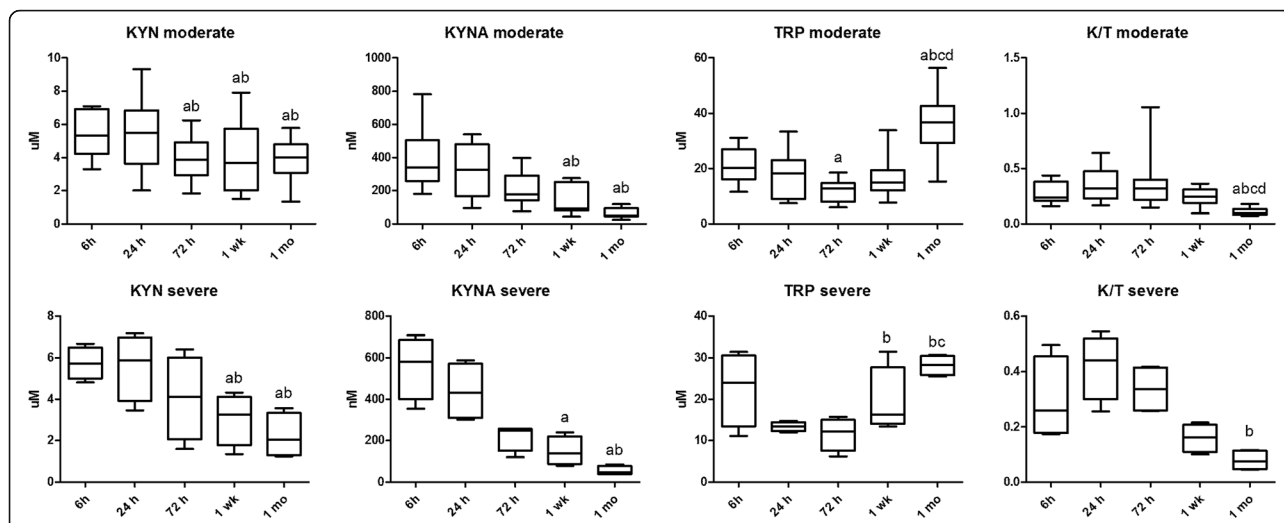 KYN moderate
10
8
6
4
2
0
uM
ab
ab
ab
6h
24 h
72 h
1 wk
1 mo
KYNA moderate
1000
800
600
400
200
0
nM
ab
ab
6h
24 h
72 h
1 wk
1 mo
TRP moderate
60
40
20
0
uM
a
abcd
6h
24 h
72 h
1 wk
1 mo
K/T moderate
1.5
1.0
0.5
0.0
abcd
6h
24 h
72 h
1 wk
1 mo
KYN severe
8
6
4
2
0
uM
ab
ab
6h
24 h
72 h
1 wk
1 mo
KYNA severe
800
600
400
200
0
nM
a
ab
6h
24 h
72 h
1 wk
1 mo
TRP severe
40
30
20
10
0
uM
b
bc
6h
24 h
72 h
1 wk
1 mo
K/T severe
0.6
0.4
0.2
0.0
b
6h
24 h
72 h
1 wk
1 mo